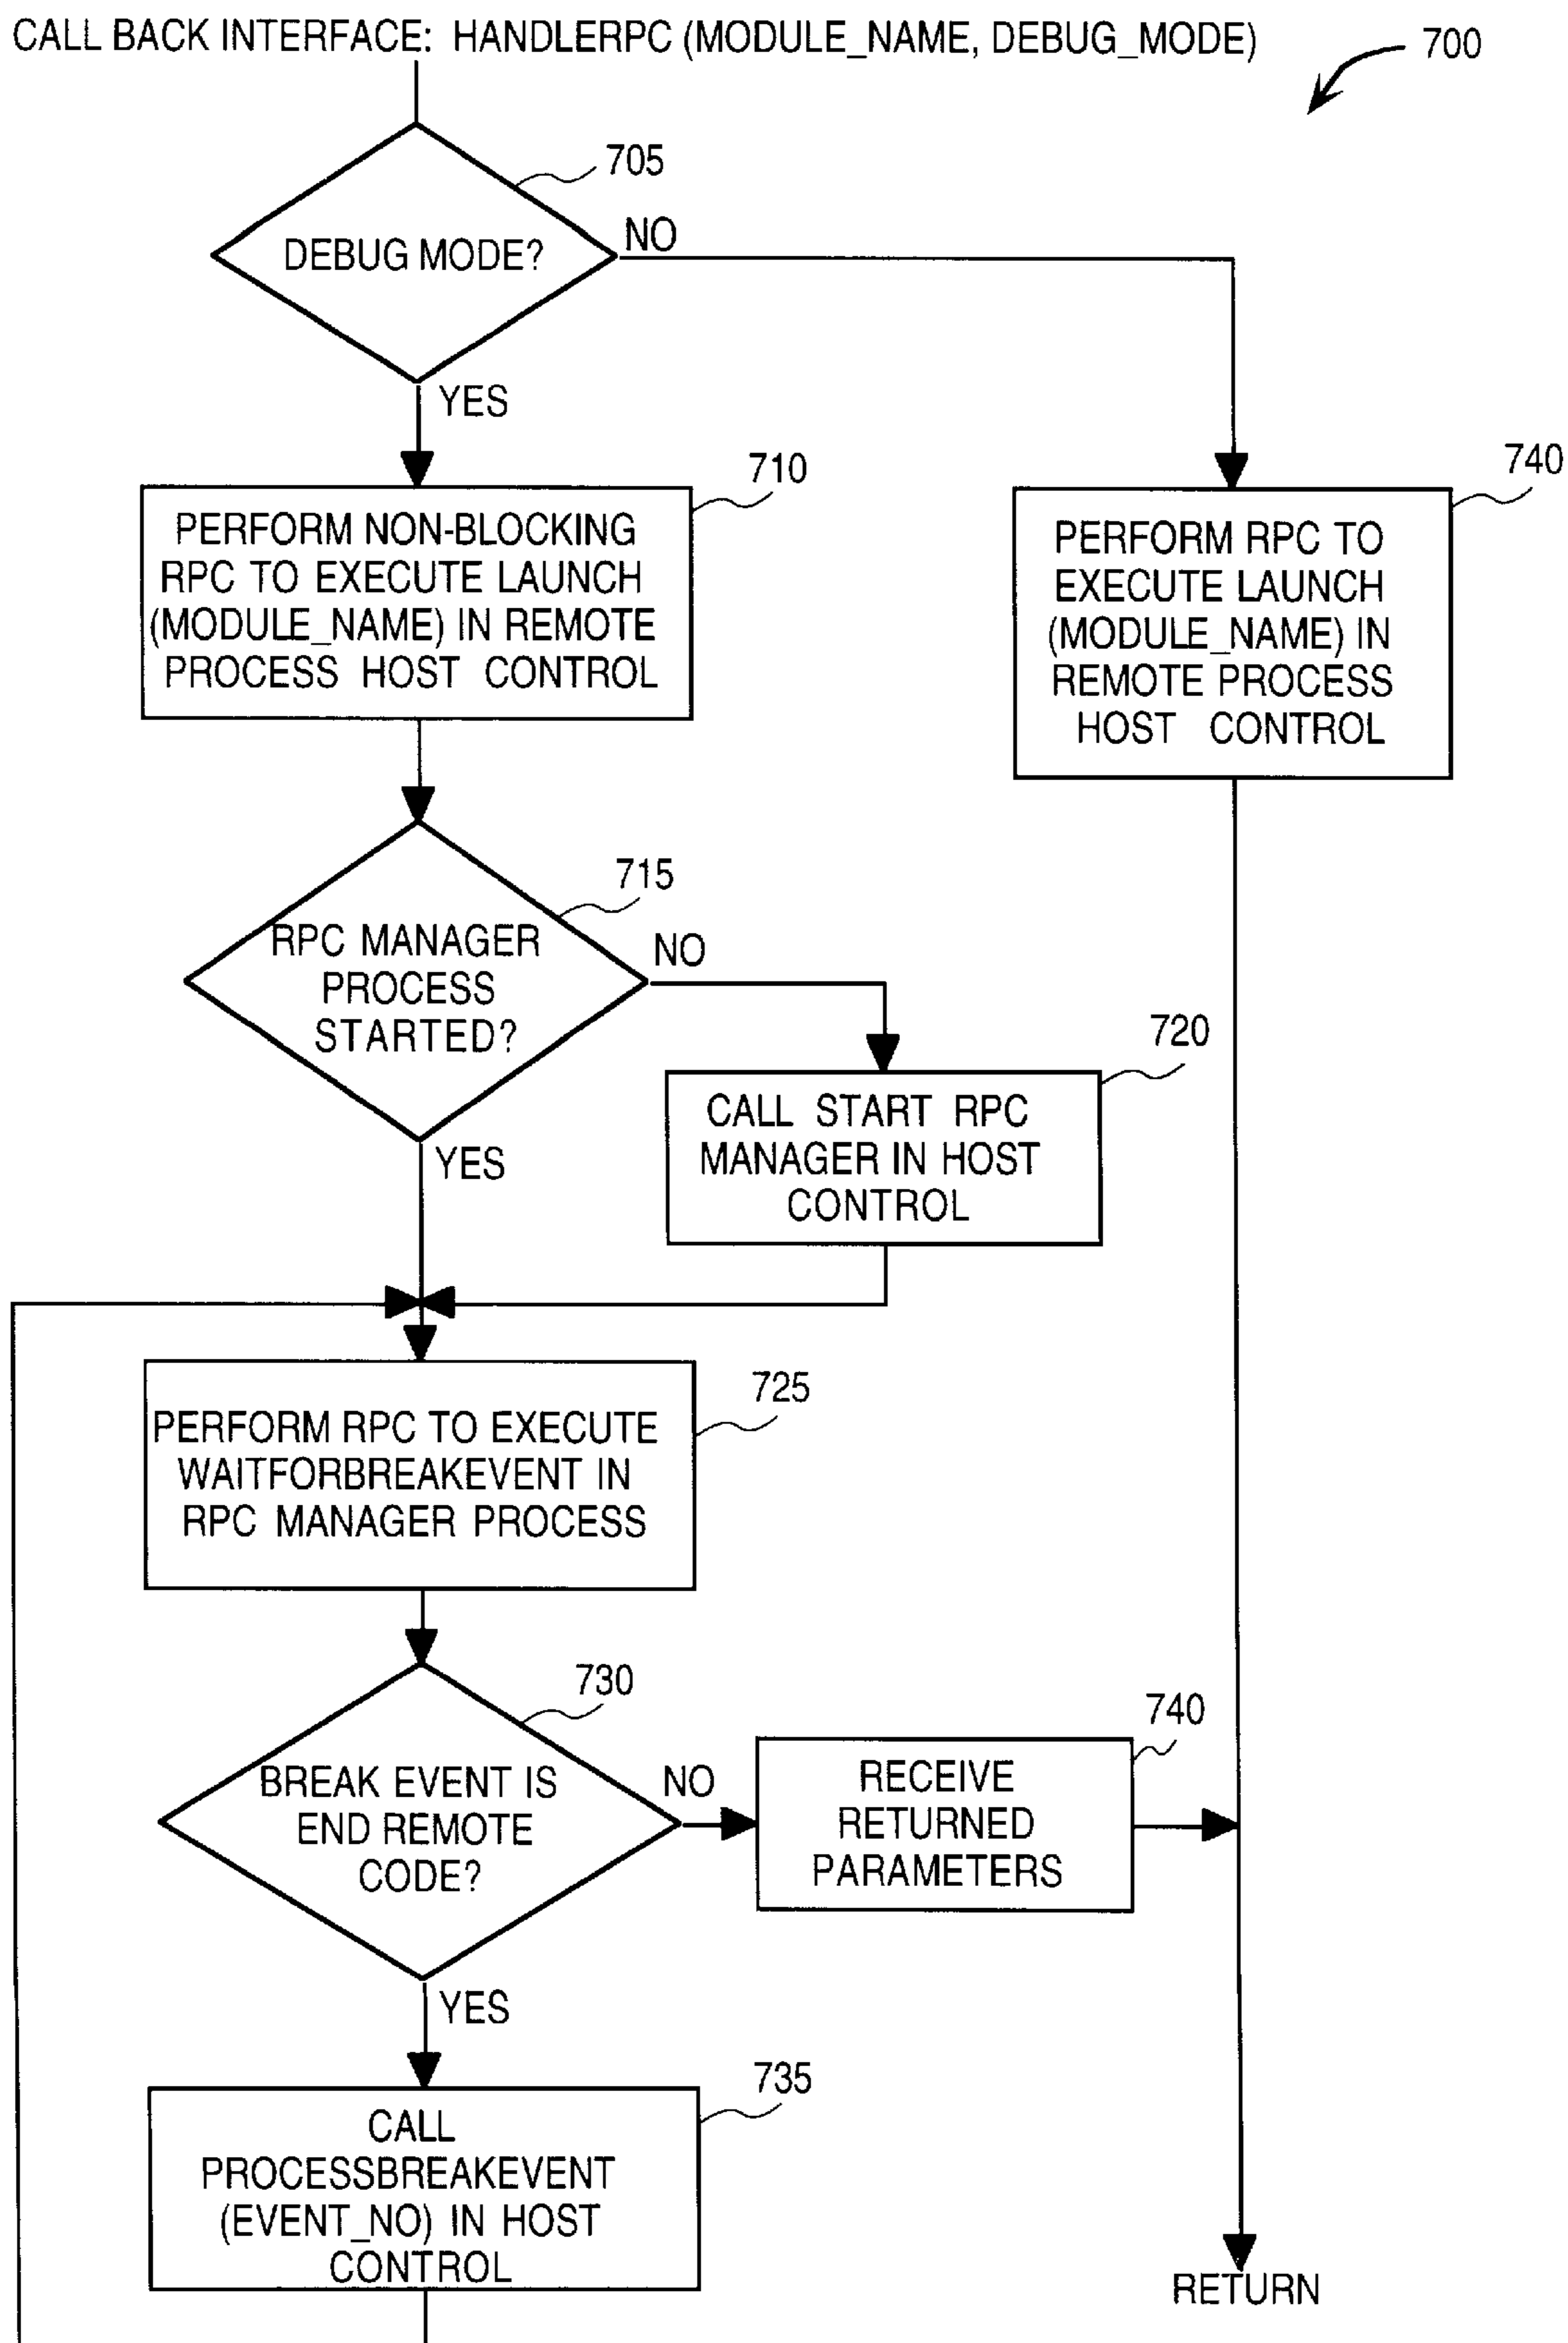 CALL BACK INTERFACE: HANDLERPC (MODULE_NAME, DEBUG_MODE)
700
705
DEBUG MODE?
NO
YES
710
PERFORM NON-BLOCKING
RPC TO EXECUTE LAUNCH
(MODULE_NAME) IN REMOTE
PROCESS HOST CONTROL
740
PERFORM RPC TO
EXECUTE LAUNCH
(MODULE_NAME) IN
REMOTE PROCESS
HOST CONTROL
715
RPC MANAGER
PROCESS
STARTED?
NO
YES
720
CALL START RPC
MANAGER IN HOST
CONTROL
725
PERFORM RPC TO EXECUTE
WAITFORBREAKEVENT IN
RPC MANAGER PROCESS
730
BREAK EVENT IS
END REMOTE
CODE?
NO
YES
740
RECEIVE
RETURNED
PARAMETERS
735
CALL
PROCESSBREAKEVENT
(EVENT_NO) IN HOST
CONTROL
RETURN